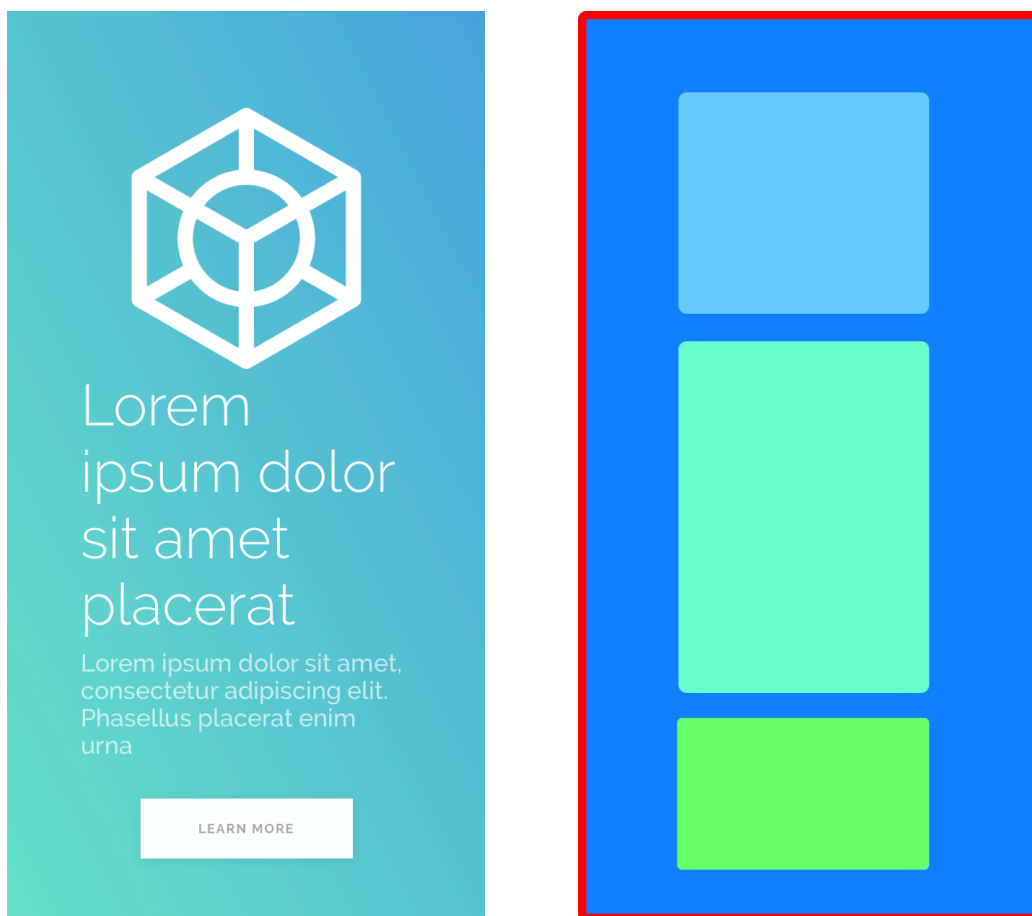 Lorem
ipsum dolor
sit amet
placerat
Lorem ipsum dolor sit amet,
consectetur adipiscing elit.
Phasellus placerat enim
urna
LEARN MORE